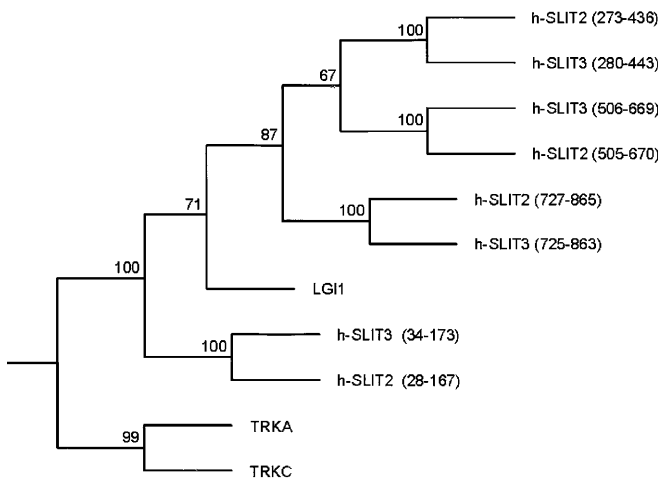 h-SLIT2 (273-436)
100
h-SLIT3 (280-443)
67
h-SLIT3 (506-669)
100
h-SLIT2 (505-670)
87
h-SLIT2 (727-865)
100
h-SLIT3 (725-863)
71
LGI1
100
h-SLIT3 (34-173)
100
h-SLIT2 (28-167)
TRKA
99
TRKC